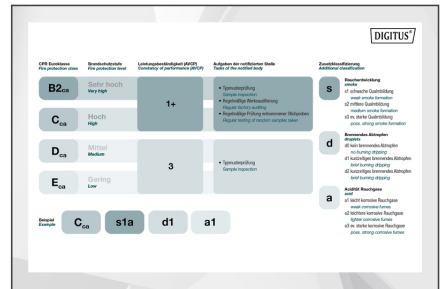 DIGITUS®
CPR Euroklasse
Fire protection class
Brandschutzstufe
Fire protection level
Leistungsbeständigkeit (AVCP)
Constancy of performance (AVCP)
Aufgaben der notifizierten Stelle
Tasks of the notified body
Zusatzklassifizierung
Additional classification
B2ca
Sehr hoch
Very high
Cca
Hoch
High
1+
• Typmusterprüfung
Sample inspection
• Regelmäßige Werksauditierung
Regular factory auditing
• Regelmäßige Prüfung entnommener Stichproben
Regular testing of random samples taken
Dca
Mittel
Medium
Eca
Gering
Low
3
• Typmusterprüfung
Sample inspection
s
Rauchentwicklung
smoke
s1 schwache Qualmbildung
weak smoke formation
s2 mittlere Qualmbildung
medium smoke formation
s3 ev. starke Qualmbildung
poss. strong smoke formation
d
Brennendes Abtropfen
droplets
d0 kein brennendes Abtropfen
no burning dripping
d1 kurzzeitiges brennendes Abtropfen
brief burning dripping
d2 kurzzeitiges brennendes Abtropfen
brief burning dripping
a
Acidität Rauchgase
acid
a1 leicht korrosive Rauchgase
weak corrosive fumes
a2 leichtere korrosive Rauchgase
lighter corrosive fumes
a3 ev. starke korrosive Rauchgase
poss. strong corrosive fumes
Beispiel
Example
Cca s1a d1 a1